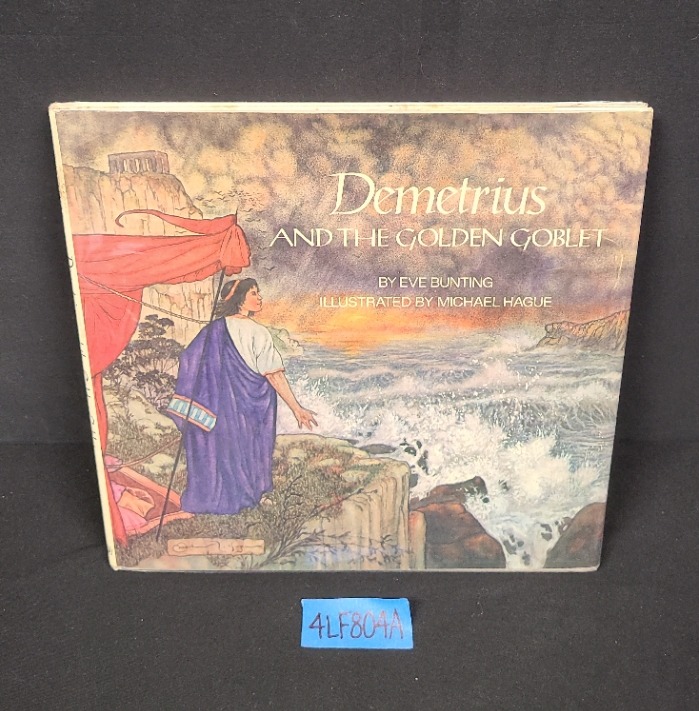 Demetrius
AND THE GOLDEN GOBLET
BY EVE BUNTING
ILLUSTRATED BY MICHAEL HAGUE
4LF804A